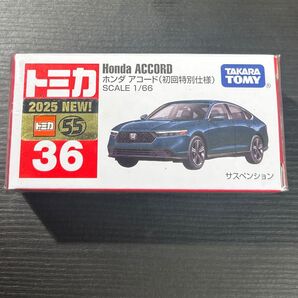 トミカ
2025 NEW!
トミカ 55
36
Honda ACCORD
ホンダ アコード(初回特別仕様)
SCALE 1/66
TAKARA
TOMY
サスペンション